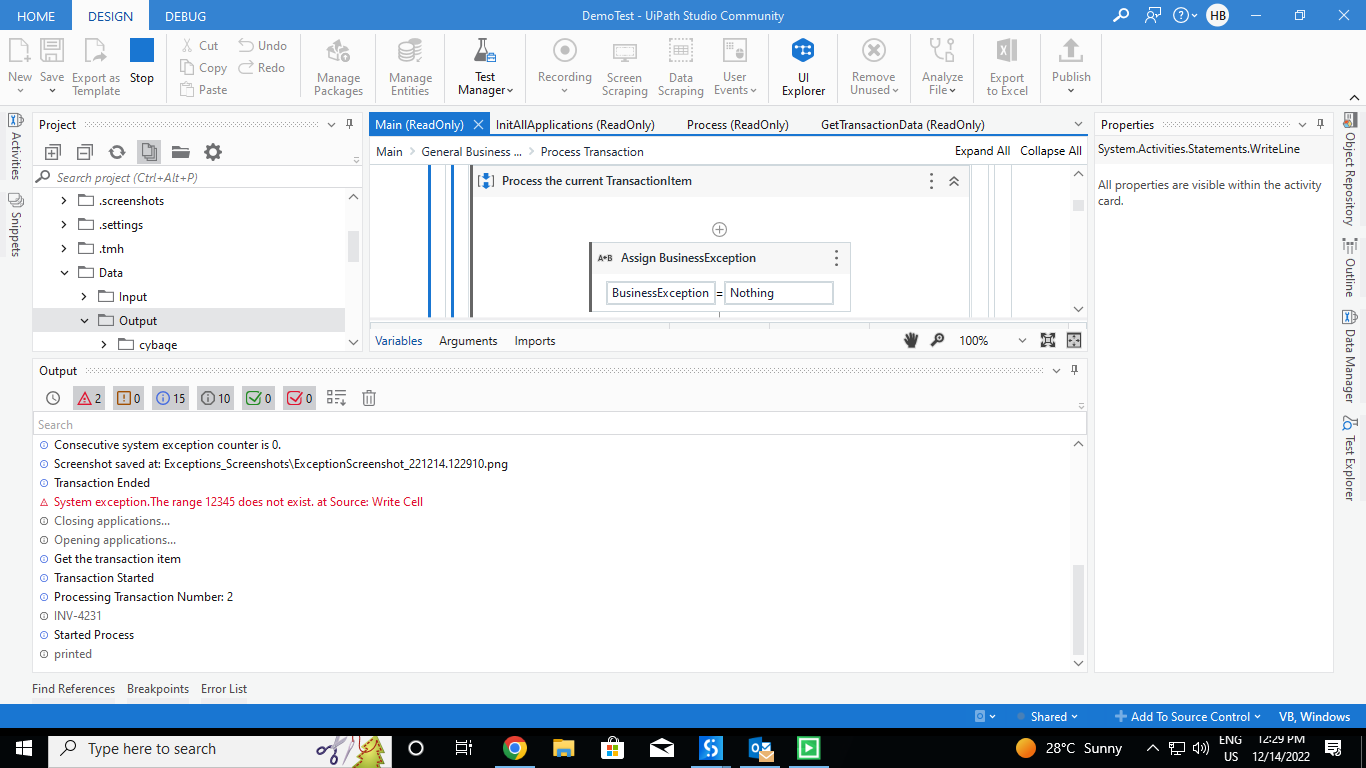 HOME DESIGN DEBUG DemoTest - UiPath Studio Community HB
New Save Export as Template Stop Cut Copy Paste Undo Redo Manage Packages Manage Entities Test Manager Recording Screen Scraping Data Scraping User Events UI Explorer Remove Unused Analyze File Export to Excel Publish
Activities
Snippets
Project
Search project (Ctrl+Alt+P)
.screenshots
.settings
.tmh
Data
Input
Output
cybage
Main (ReadOnly) InitAllApplications (ReadOnly) Process (ReadOnly) GetTransactionData (ReadOnly)
Main General Business ... Process Transaction Expand All Collapse All
Process the current TransactionItem
A+B Assign BusinessException
BusinessException = Nothing
Variables Arguments Imports 100%
Properties
System.Activities.Statements.WriteLine
All properties are visible within the activity
card.
Object Repository
Outline
Data Manager
Test Explorer
Output
2 0 15 10 0 0
Search
Consecutive system exception counter is 0.
Screenshot saved at: Exceptions_Screenshots\ExceptionScreenshot_221214.122910.png
Transaction Ended
System exception.The range 12345 does not exist. at Source: Write Cell
Closing applications...
Opening applications...
Get the transaction item
Transaction Started
Processing Transaction Number: 2
INV-4231
Started Process
printed
Find References Breakpoints Error List
Shared Add To Source Control VB, Windows
Type here to search
28°C Sunny
ENG
US
12:29 PM
12/14/2022